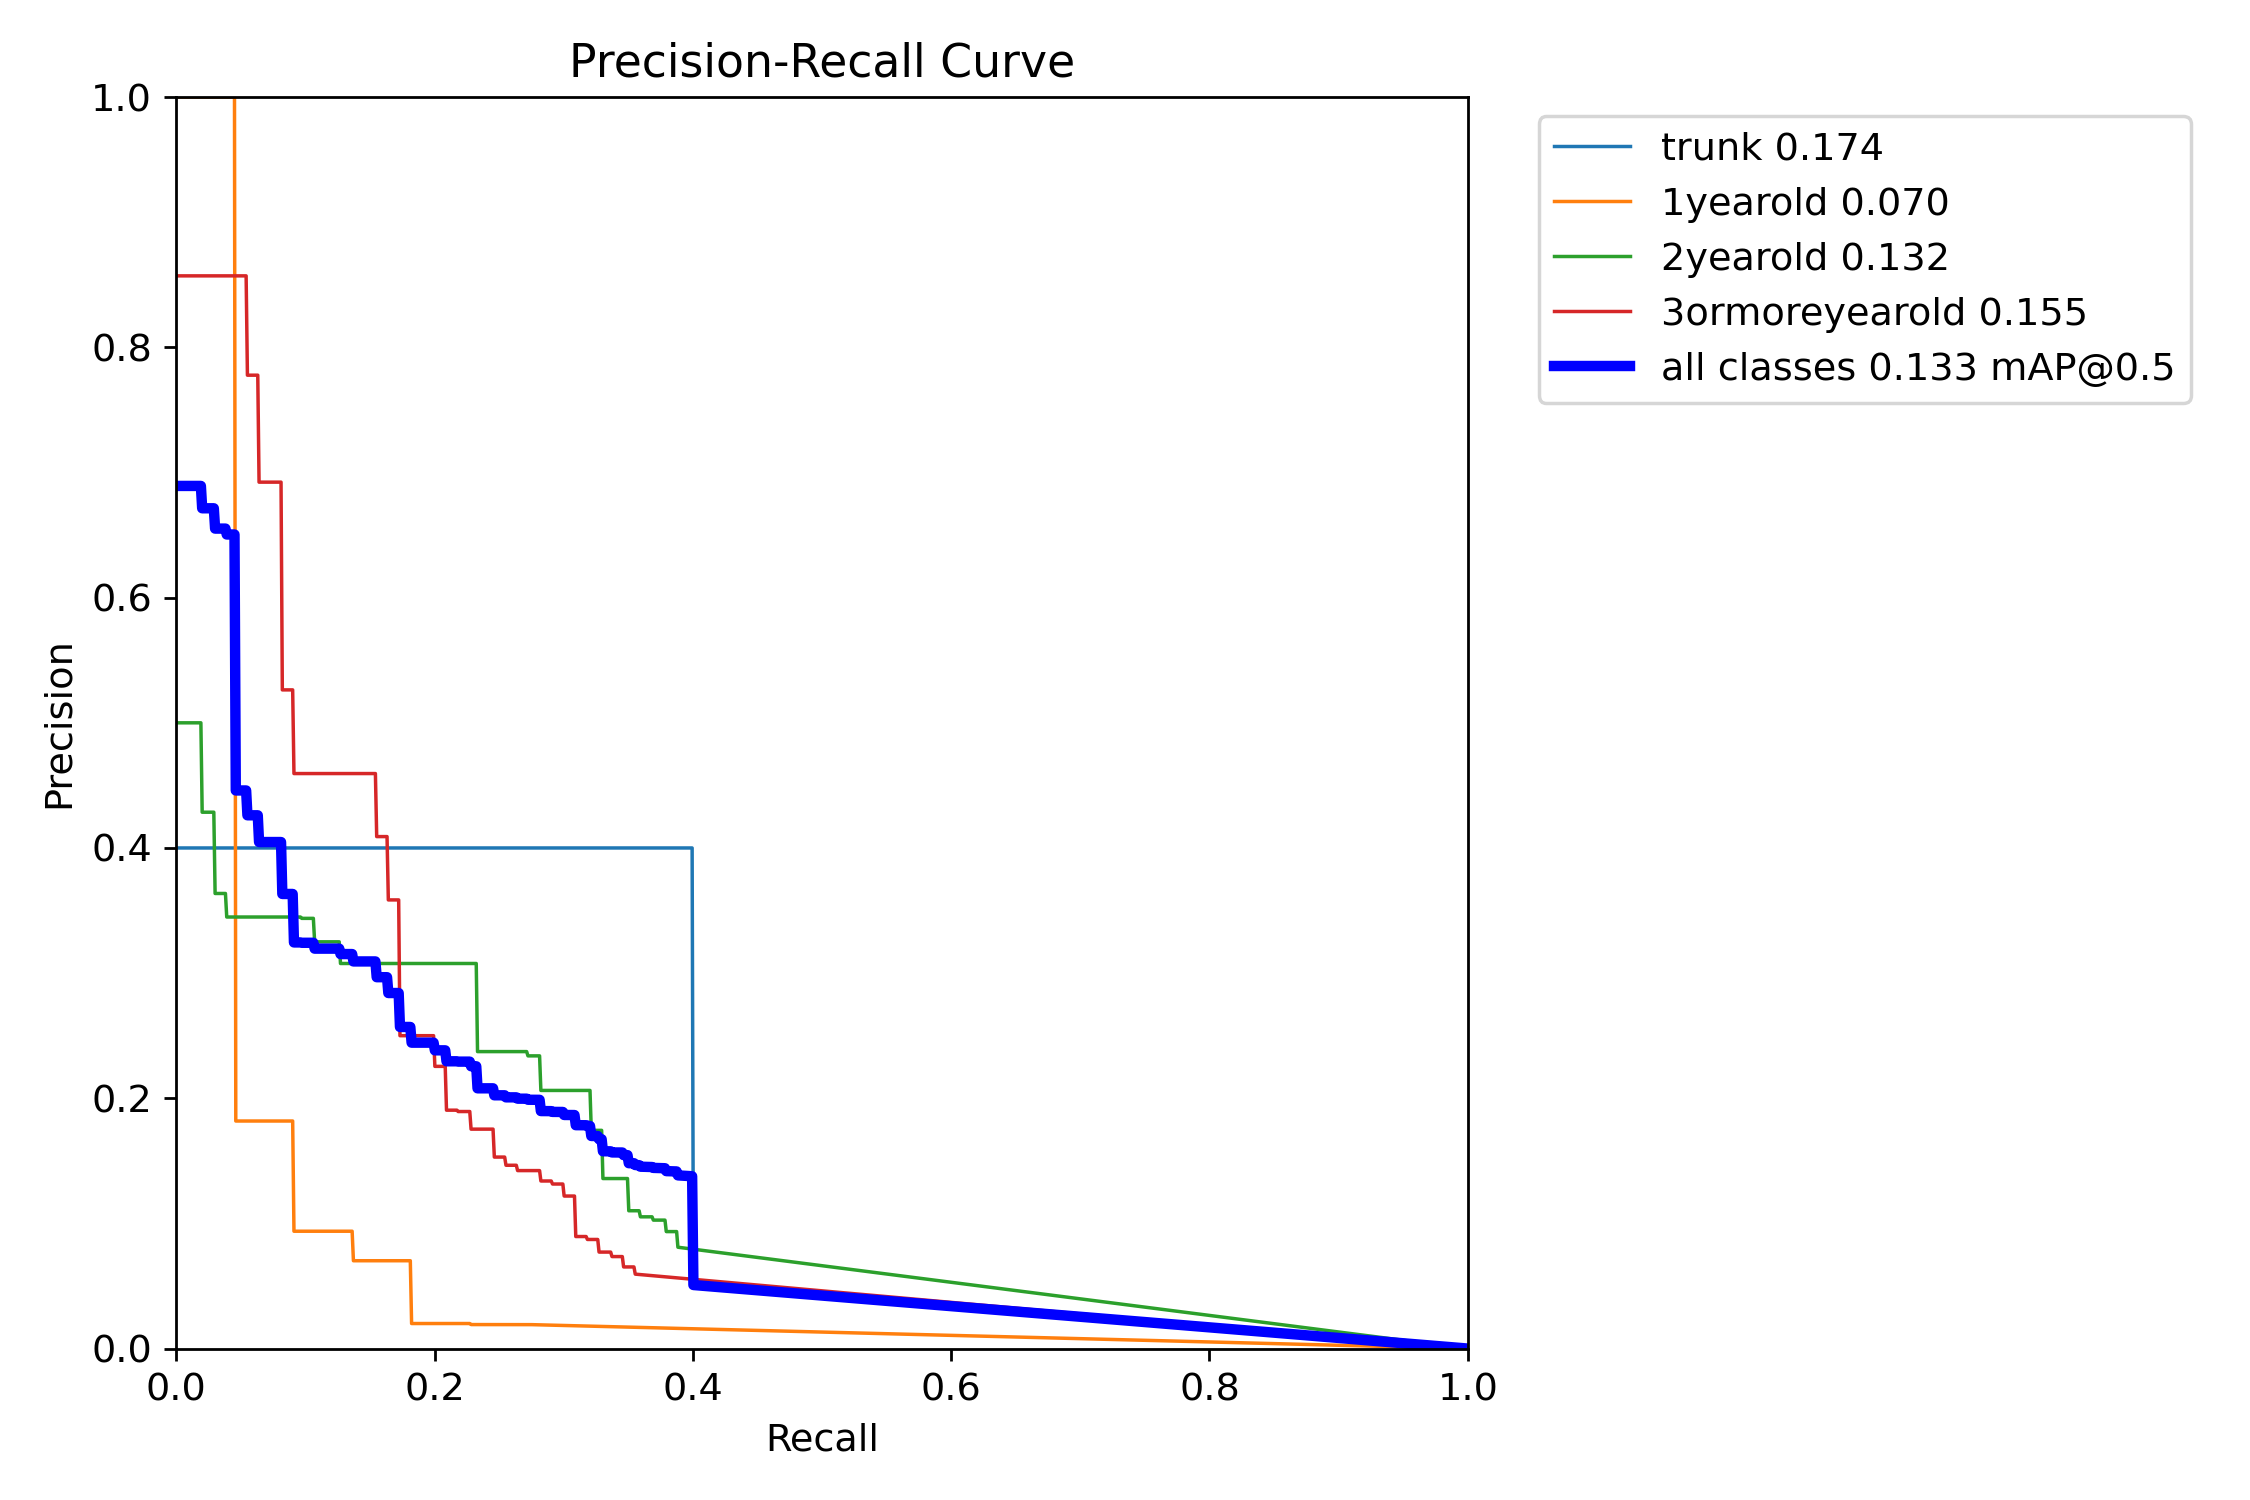 Precision-Recall Curve
1.0
0.8
0.6
0.4
0.2
0.0
Precision
0.0 0.2 0.4 0.6 0.8 1.0
Recall
trunk 0.174
1yearold 0.070
2yearold 0.132
3ormoreyearold 0.155
all classes 0.133 mAP@0.5